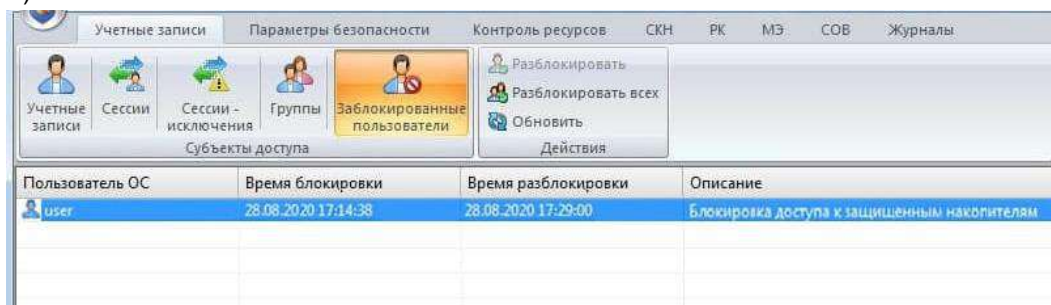 Учетные записи Параметры безопасности Контроль ресурсов СКН РК МЭ СОВ Журналы
Учетные записи
Сессии
Сессии - исключения
Группы
Заблокированные пользователи
Субъекты доступа
Разблокировать
Разблокировать всех
Обновить
Действия
Пользователь ОС Время блокировки Время разблокировки Описание
user 28.08.2020 17:14:38 28.08.2020 17:29:00 Блокировка доступа к защищенным накопителям